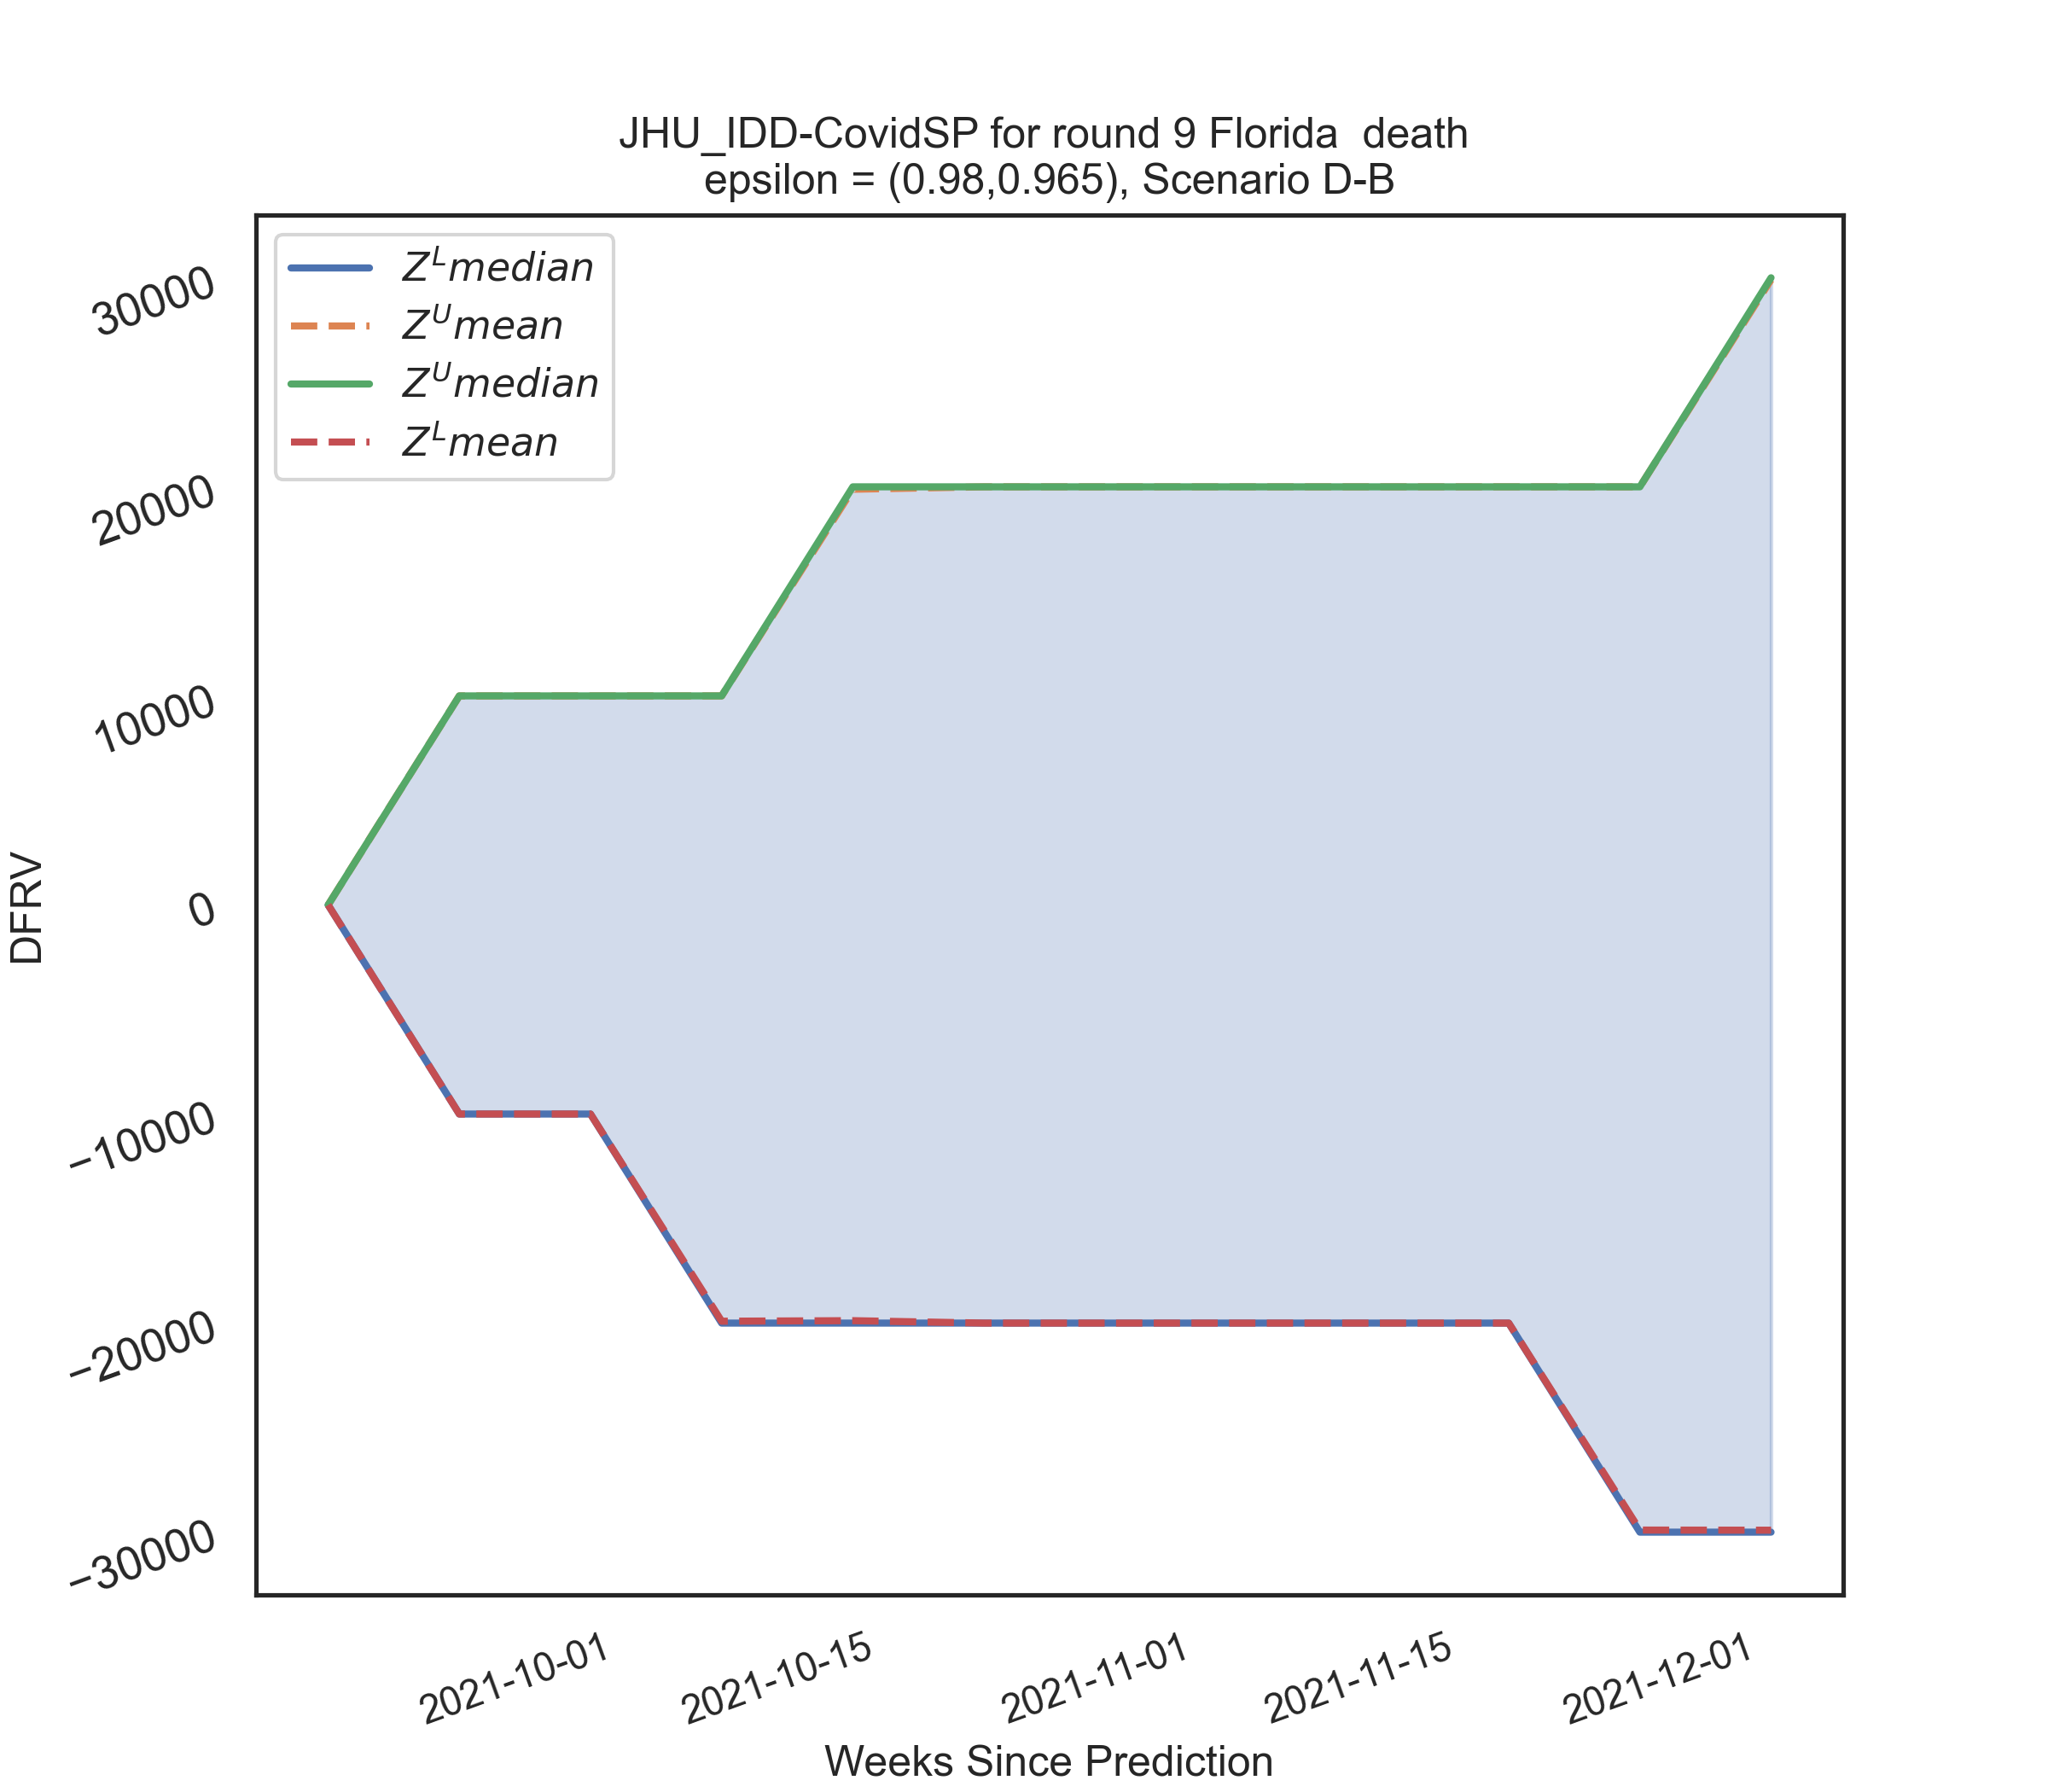 JHU_IDD-CovidSP for round 9 Florida  death
epsilon = (0.98,0.965), Scenario D-B
Z^L median
Z^U mean
Z^U median
Z^L mean
30000
20000
10000
0
−10000
−20000
−30000
DFRV
2021-10-01
2021-10-15
2021-11-01
2021-11-15
2021-12-01
Weeks Since Prediction